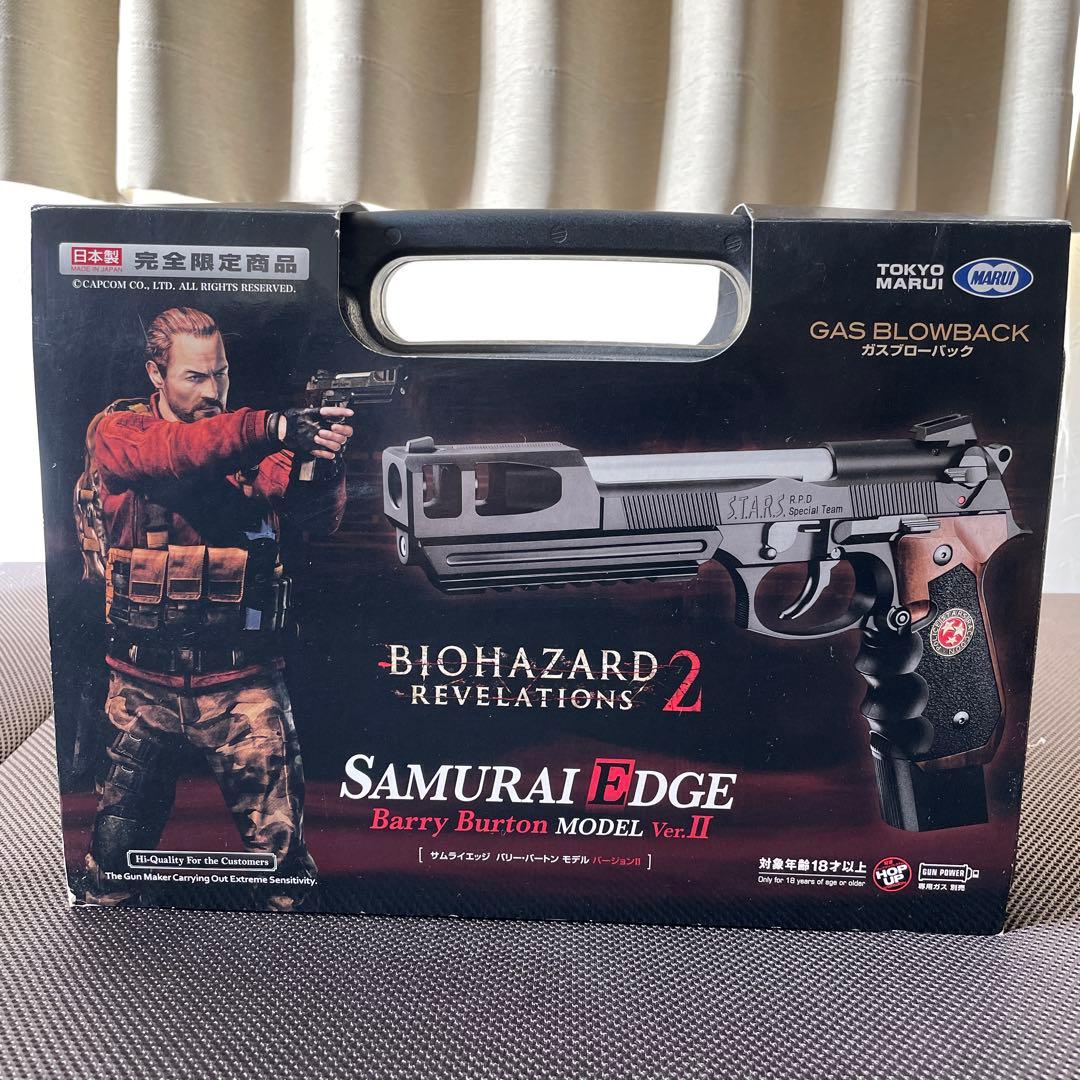 日本製 完全限定商品
MADE IN JAPAN
©CAPCOM CO., LTD. ALL RIGHTS RESERVED.
TOKYO MARUI MARUI
GAS BLOWBACK
ガスブローバック
S.T.A.R.S. R.P.D
Special Team
BIOHAZARD
REVELATIONS 2
SAMURAI EDGE
Barry Burton MODEL Ver.II
[ サムライエッジ バリー・バートン モデル バージョンII ]
Hi-Quality For the Customers
The Gun Maker Carrying Out Extreme Sensitivity.
対象年齢18才以上
Only for 18 years of age or older
HOP UP
GUN POWER
専用ガス 別売